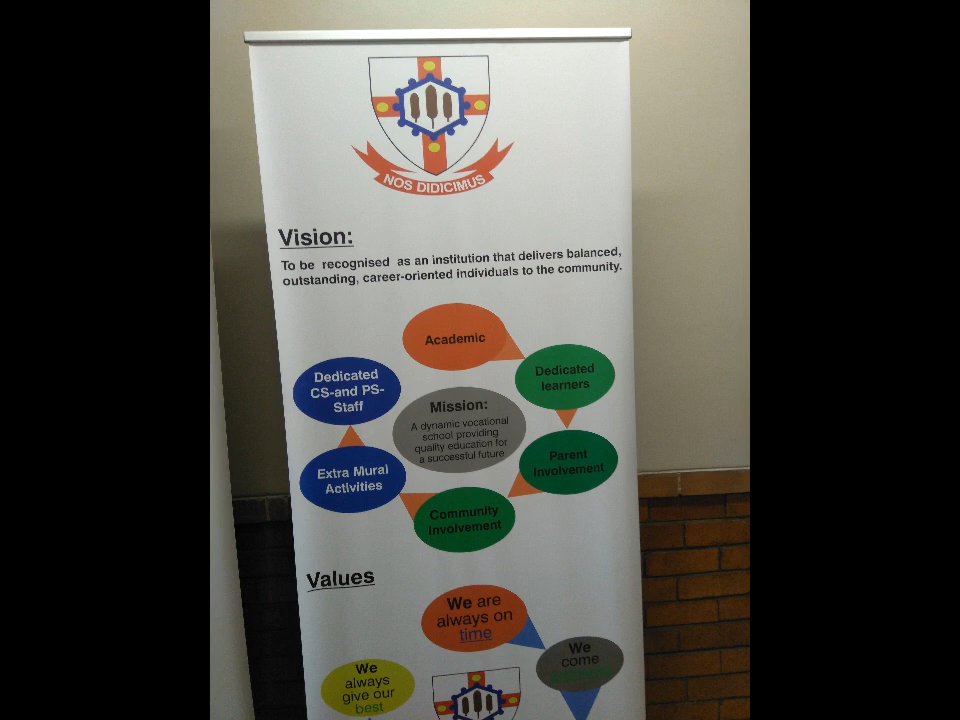 NOS DIDICIMUS
Vision:
To be recognised as an institution that delivers balanced,
outstanding, career-oriented individuals to the community.
Academic
Dedicated
learners
Parent
Involvement
Community
Involvement
Extra Mural
Activities
Dedicated
CS-and PS-
Staff
Mission:
A dynamic vocational
school providing
quality education for
a successful future
Values
We are
always on
time
We
come
We
always
give our
best